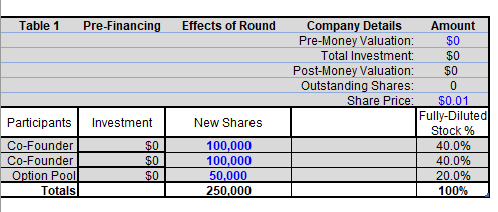 Table 1 Pre-Financing Effects of Round Company Details Amount
Pre-Money Valuation: $0
Total Investment: $0
Post-Money Valuation: $0
Outstanding Shares: 0
Share Price: $0.01
Participants Investment New Shares Fully-Diluted
Stock %
Co-Founder $0 100,000 40.0%
Co-Founder $0 100,000 40.0%
Option Pool $0 50,000 20.0%
Totals 250,000 100%